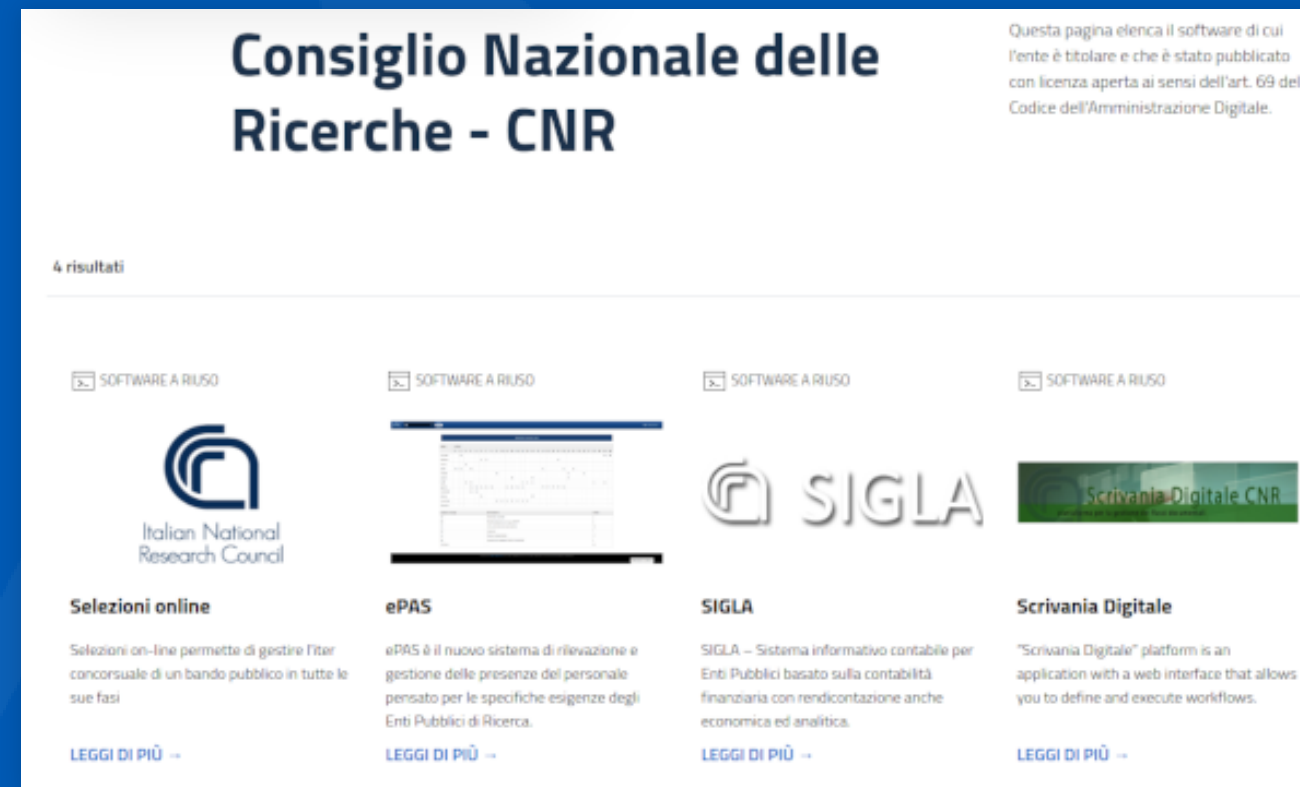 Consiglio Nazionale delle
Ricerche - CNR
Questa pagina elenca il software di cui
l'ente è titolare e che è stato pubblicato
con licenza aperta ai sensi dell'art. 69 del
Codice dell'Amministrazione Digitale.
4 risultati
SOFTWARE A RIUSO
Italian National
Research Council
Selezioni online
Selezioni on-line permette di gestire l'iter
concorsuale di un bando pubblico in tutte le
sue fasi
LEGGI DI PIÙ →
SOFTWARE A RIUSO
ePAS
ePAS è il nuovo sistema di rilevazione e
gestione delle presenze del personale
pensato per le specifiche esigenze degli
Enti Pubblici di Ricerca.
LEGGI DI PIÙ →
SOFTWARE A RIUSO
SIGLA
SIGLA
SIGLA – Sistema informativo contabile per
Enti Pubblici basato sulla contabilità
finanziaria con rendicontazione anche
economica ed analitica.
LEGGI DI PIÙ →
SOFTWARE A RIUSO
Scrivania Digitale CNR
Scrivania Digitale
"Scrivania Digitale" platform is an
application with a web interface that allows
you to define and execute workflows.
LEGGI DI PIÙ →